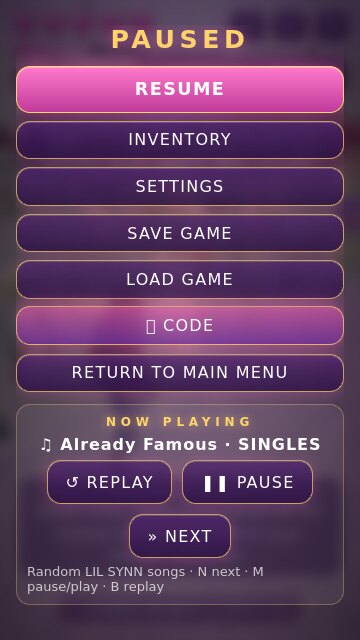 PAUSED
RESUME
INVENTORY
SETTINGS
SAVE GAME
LOAD GAME
CODE
RETURN TO MAIN MENU
NOW PLAYING
♫ Already Famous · SINGLES
↺ REPLAY
❚❚ PAUSE
» NEXT
Random LIL SYNN songs · N next · M
pause/play · B replay